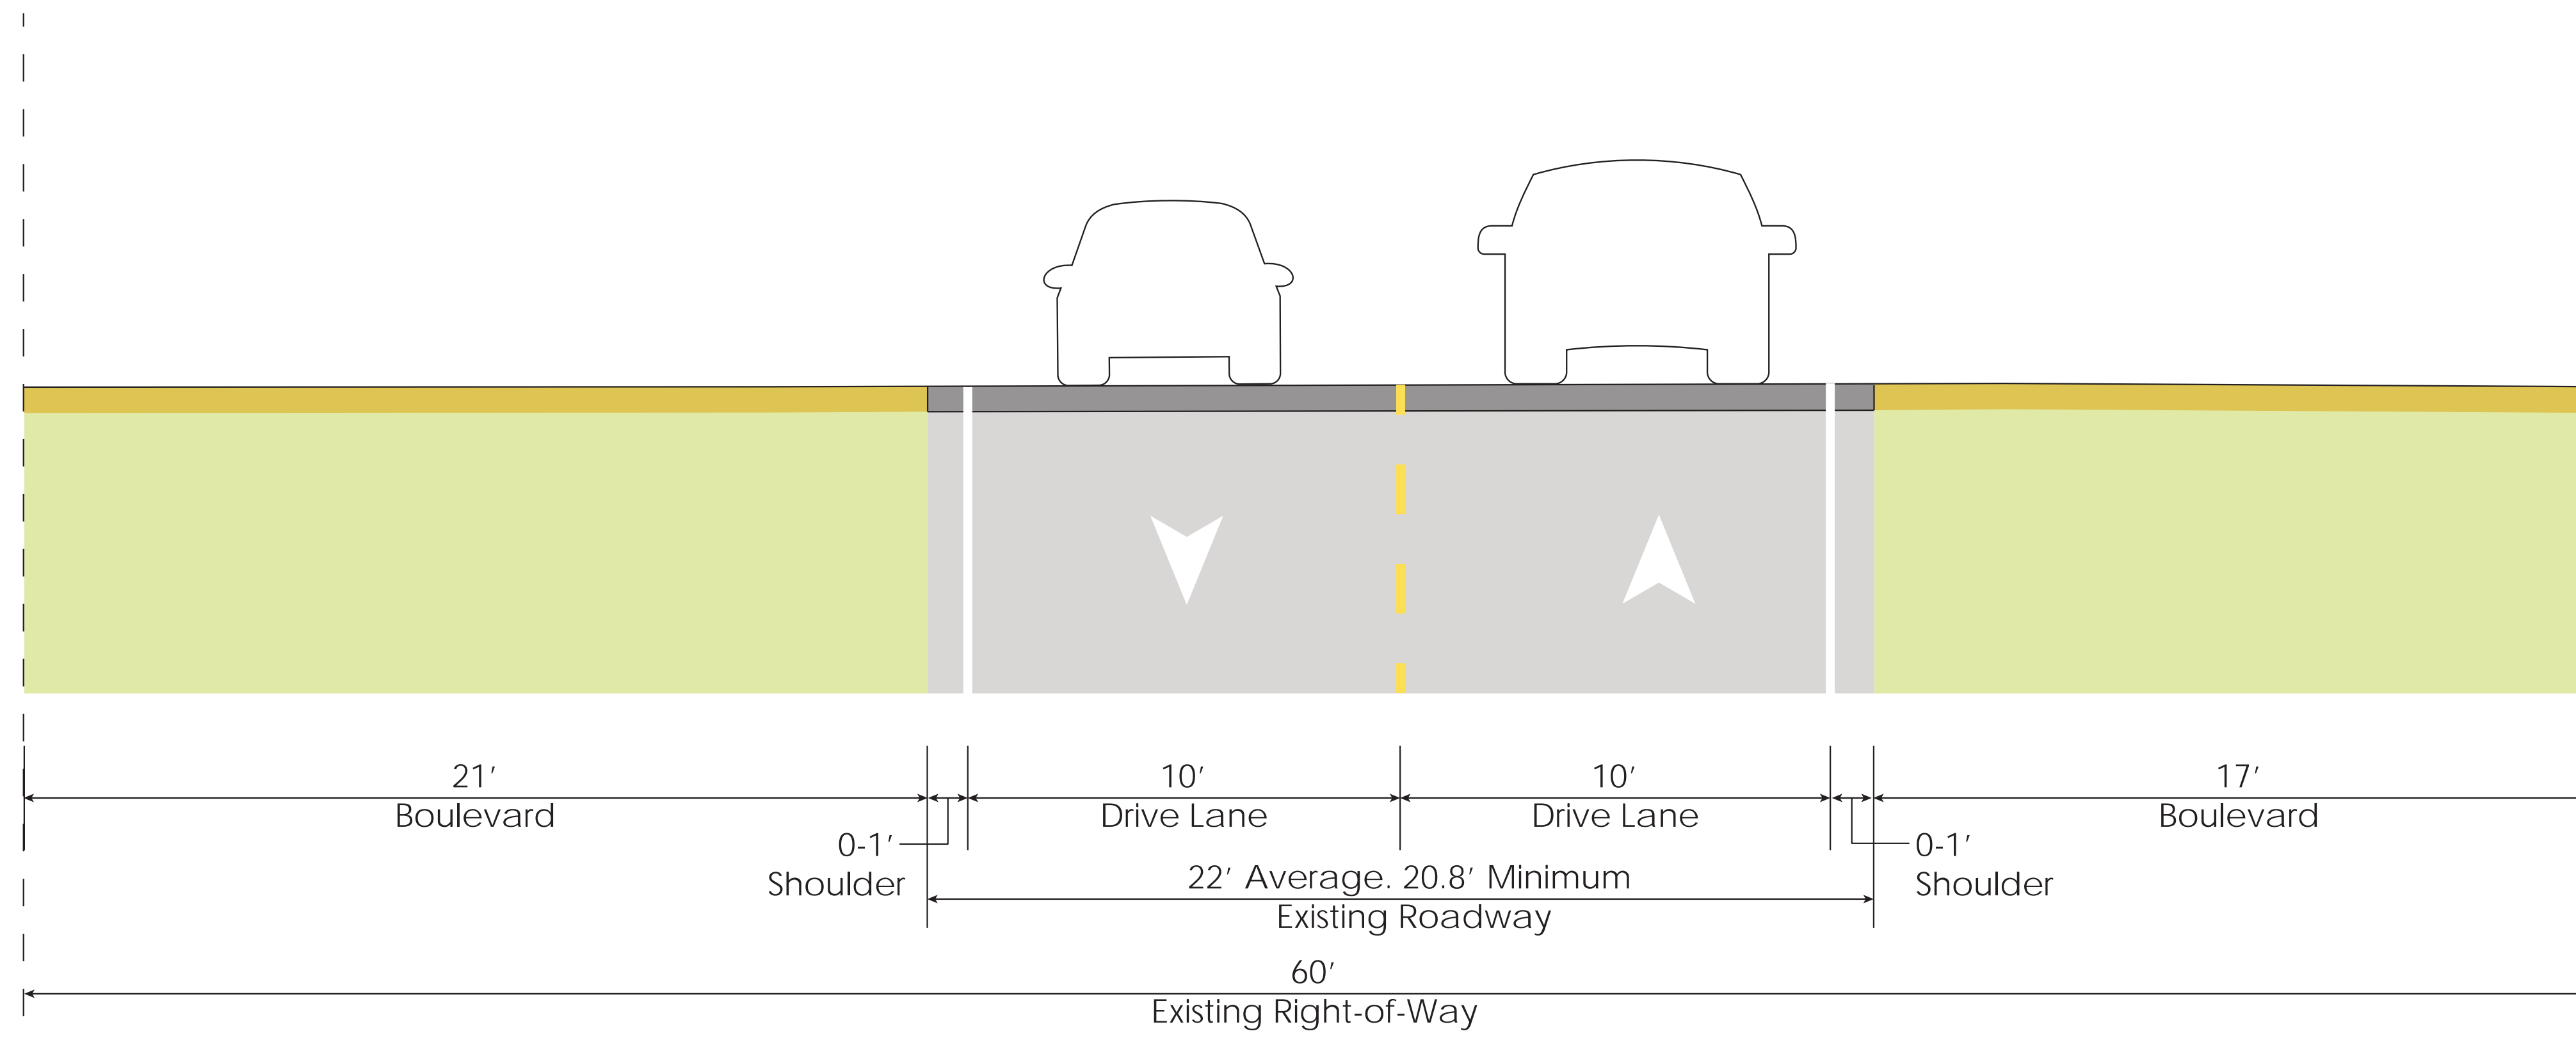 21'
Boulevard
0-1'
Shoulder
10'
Drive Lane
10'
Drive Lane
0-1'
Shoulder
17'
Boulevard
22' Average. 20.8' Minimum
Existing Roadway
60'
Existing Right-of-Way